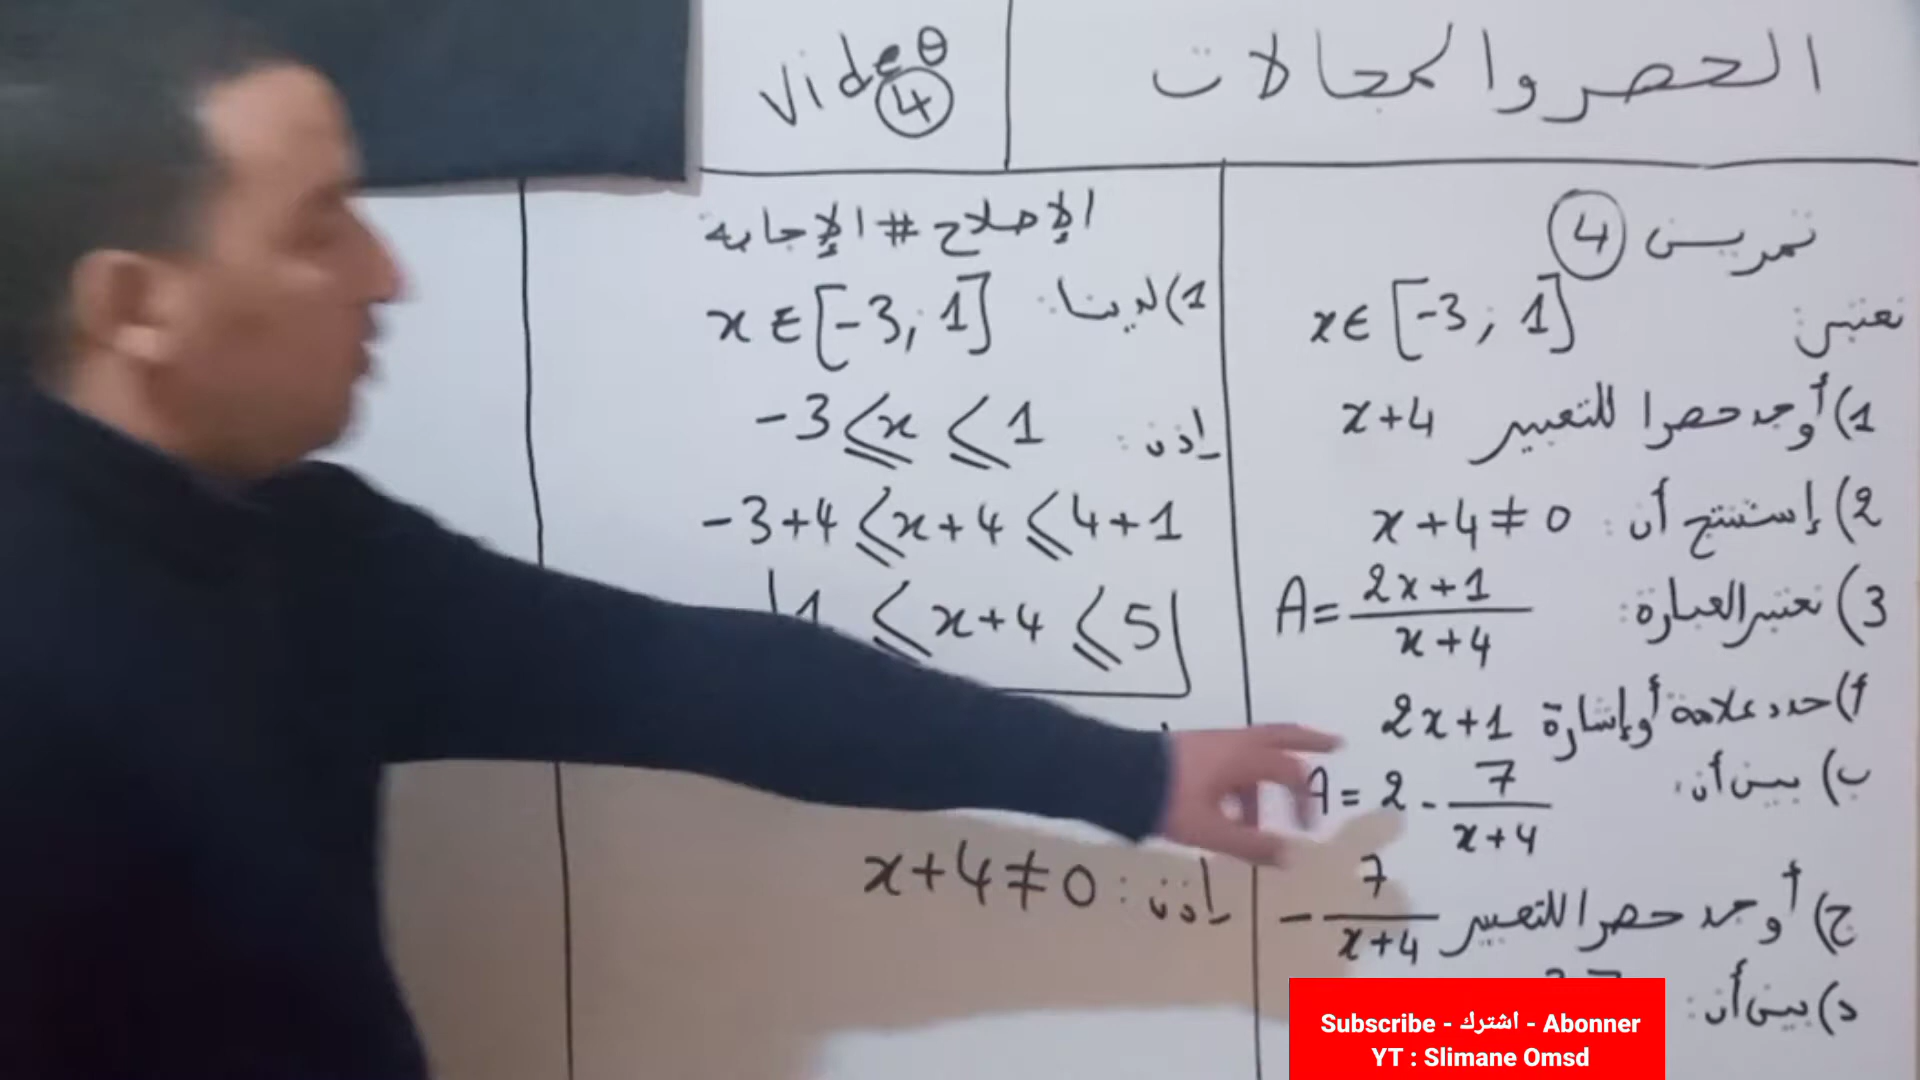 الحصر والمجالات
Video 4
تمرين 4
نعتبر x∈[-3, 1]
1) أوجد حصرا للتعبير x+4
2) إستنتج أن: x+4≠0
3) نعتبر العبارة: A = (2x+1)/(x+4)
أ) حدد علامة أو إشارة 2x+1
ب) بين أن: A = 2 - 7/(x+4)
ج) أوجد حصرا للتعبير -7/(x+4)
د) بين أن:
الإصلاح # الإجابة
1) لدينا: x∈[-3, 1]
إذن: -3 ⩽ x ⩽ 1
-3+4 ⩽ x+4 ⩽ 4+1
1 ⩽ x+4 ⩽ 5
إذن: x+4≠0
Subscribe - اشترك - Abonner
YT : Slimane Omsd